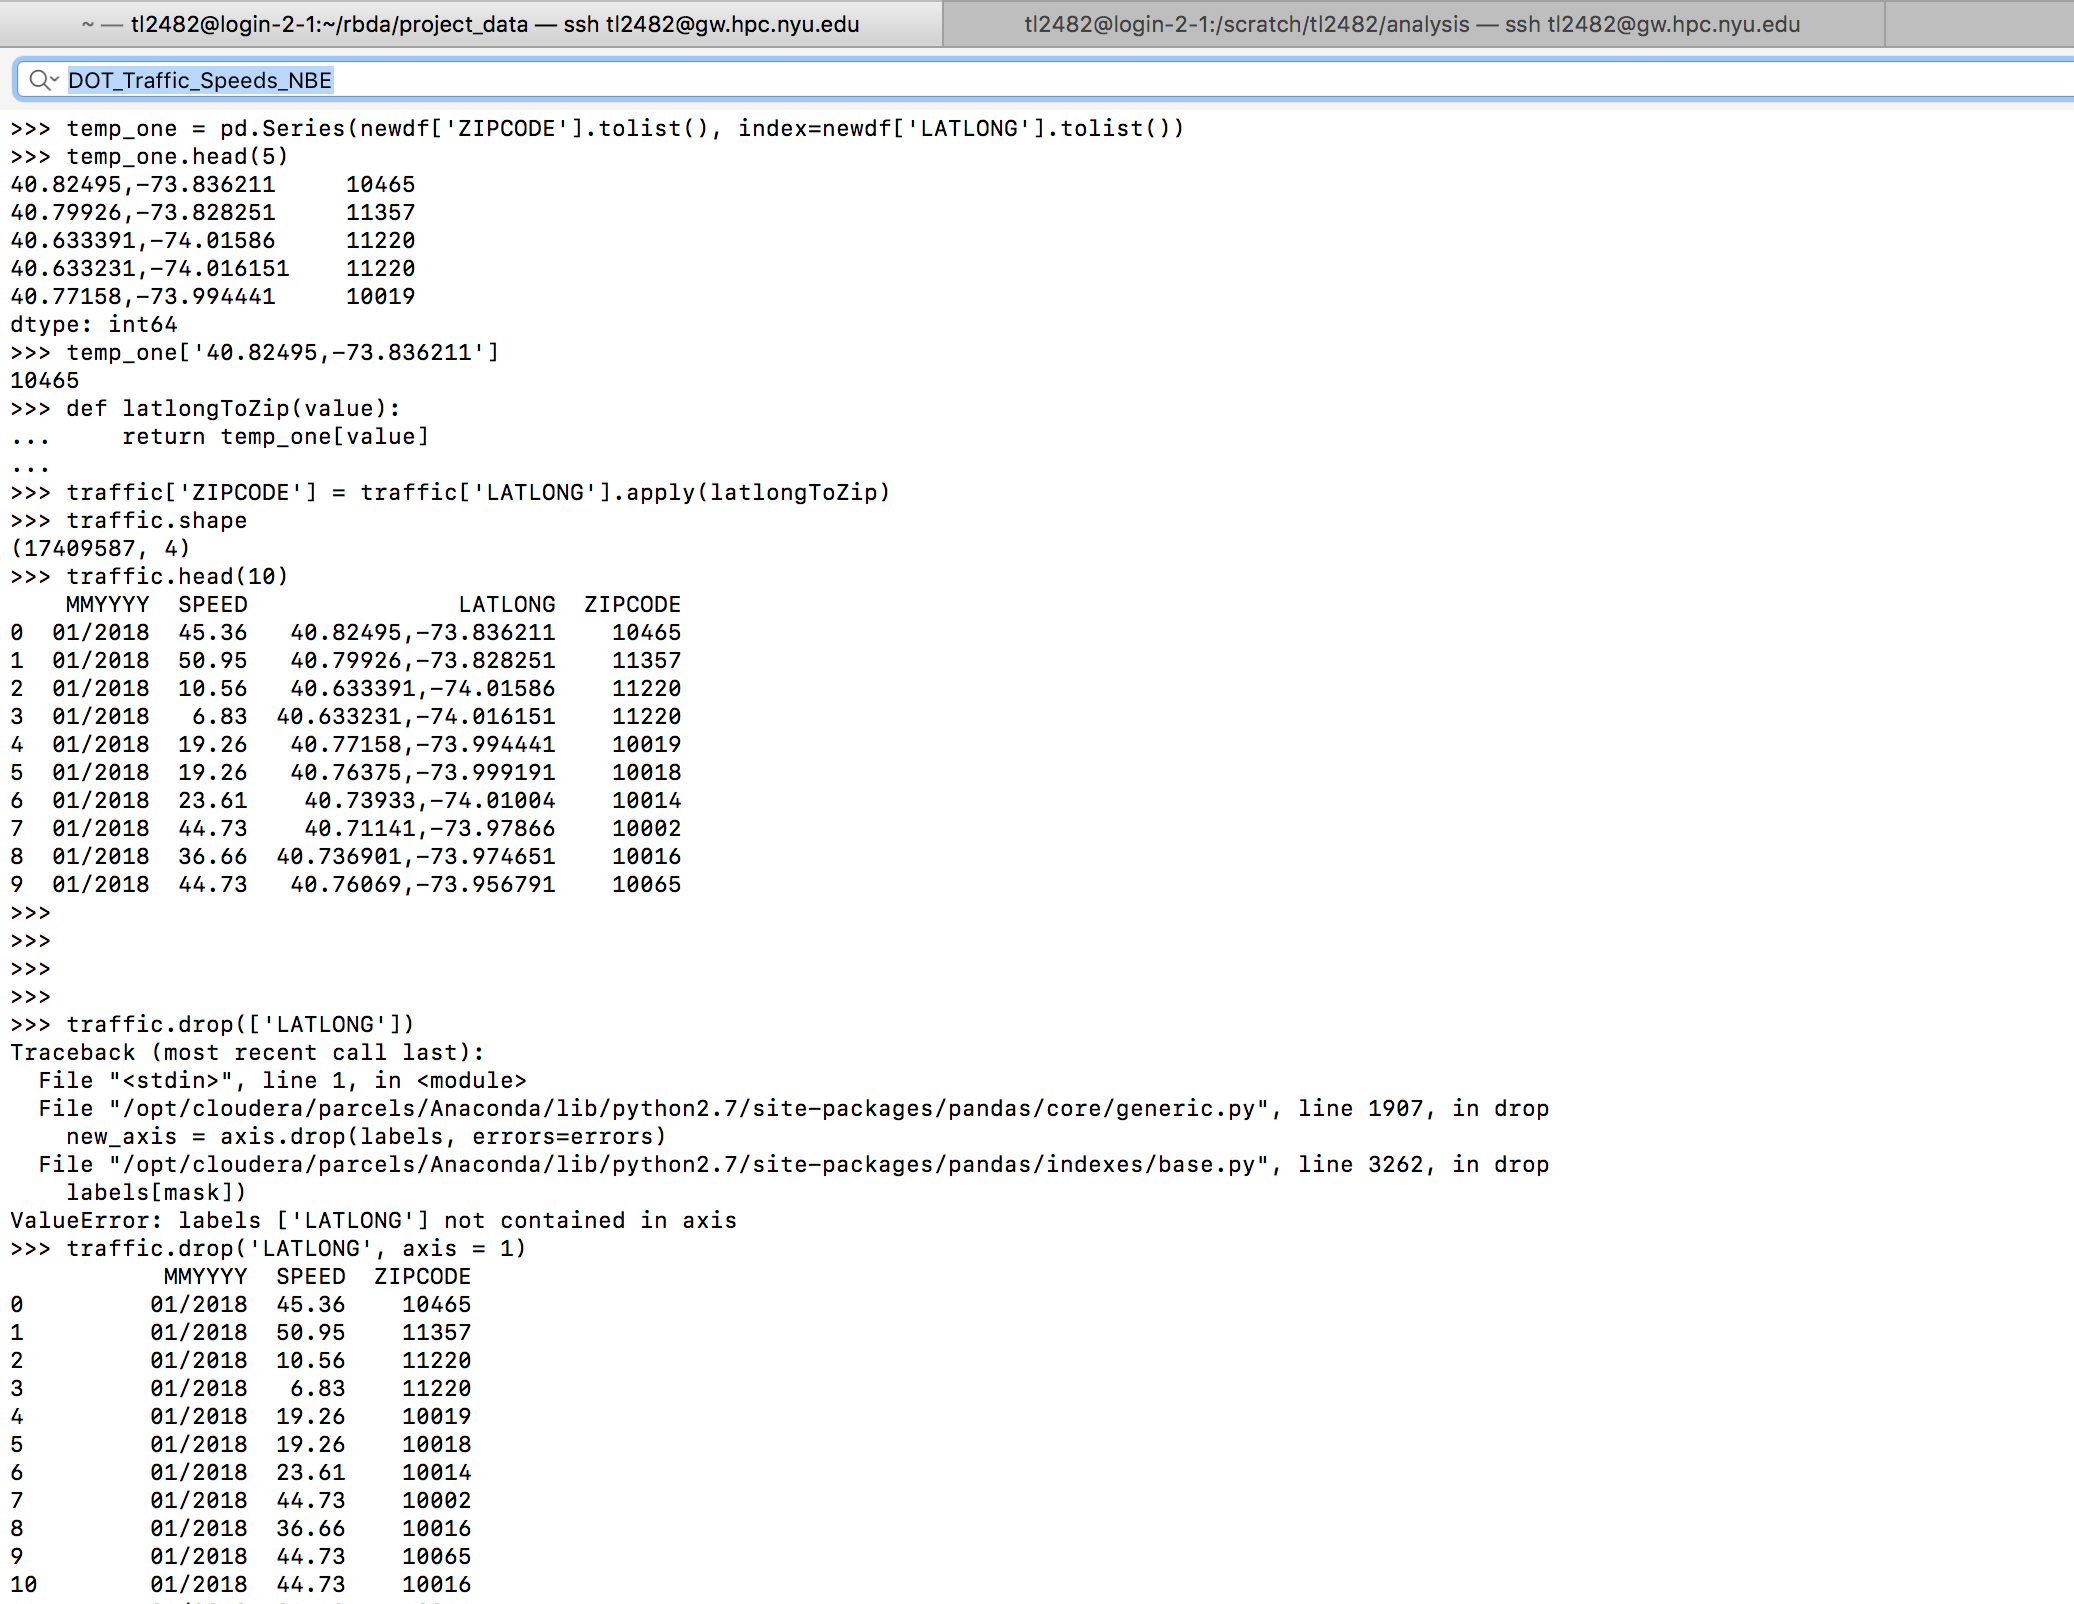 ~ — tl2482@login-2-1:~/rbda/project_data — ssh tl2482@gw.hpc.nyu.edu
tl2482@login-2-1:/scratch/tl2482/analysis — ssh tl2482@gw.hpc.nyu.edu
DOT_Traffic_Speeds_NBE
>>> temp_one = pd.Series(newdf['ZIPCODE'].tolist(), index=newdf['LATLONG'].tolist())
>>> temp_one.head(5)
40.82495,-73.836211     10465
40.79926,-73.828251     11357
40.633391,-74.01586     11220
40.633231,-74.016151    11220
40.77158,-73.994441     10019
dtype: int64
>>> temp_one['40.82495,-73.836211']
10465
>>> def latlongToZip(value):
...     return temp_one[value]
...
>>> traffic['ZIPCODE'] = traffic['LATLONG'].apply(latlongToZip)
>>> traffic.shape
(17409587, 4)
>>> traffic.head(10)
    MMYYYY  SPEED               LATLONG  ZIPCODE
0  01/2018  45.36   40.82495,-73.836211    10465
1  01/2018  50.95   40.79926,-73.828251    11357
2  01/2018  10.56   40.633391,-74.01586    11220
3  01/2018   6.83  40.633231,-74.016151    11220
4  01/2018  19.26   40.77158,-73.994441    10019
5  01/2018  19.26   40.76375,-73.999191    10018
6  01/2018  23.61    40.73933,-74.01004    10014
7  01/2018  44.73    40.71141,-73.97866    10002
8  01/2018  36.66  40.736901,-73.974651    10016
9  01/2018  44.73   40.76069,-73.956791    10065
>>>
>>>
>>>
>>>
>>> traffic.drop(['LATLONG'])
Traceback (most recent call last):
  File "<stdin>", line 1, in <module>
  File "/opt/cloudera/parcels/Anaconda/lib/python2.7/site-packages/pandas/core/generic.py", line 1907, in drop
    new_axis = axis.drop(labels, errors=errors)
  File "/opt/cloudera/parcels/Anaconda/lib/python2.7/site-packages/pandas/indexes/base.py", line 3262, in drop
    labels[mask])
ValueError: labels ['LATLONG'] not contained in axis
>>> traffic.drop('LATLONG', axis = 1)
           MMYYYY  SPEED  ZIPCODE
0         01/2018  45.36    10465
1         01/2018  50.95    11357
2         01/2018  10.56    11220
3         01/2018   6.83    11220
4         01/2018  19.26    10019
5         01/2018  19.26    10018
6         01/2018  23.61    10014
7         01/2018  44.73    10002
8         01/2018  36.66    10016
9         01/2018  44.73    10065
10        01/2018  44.73    10016